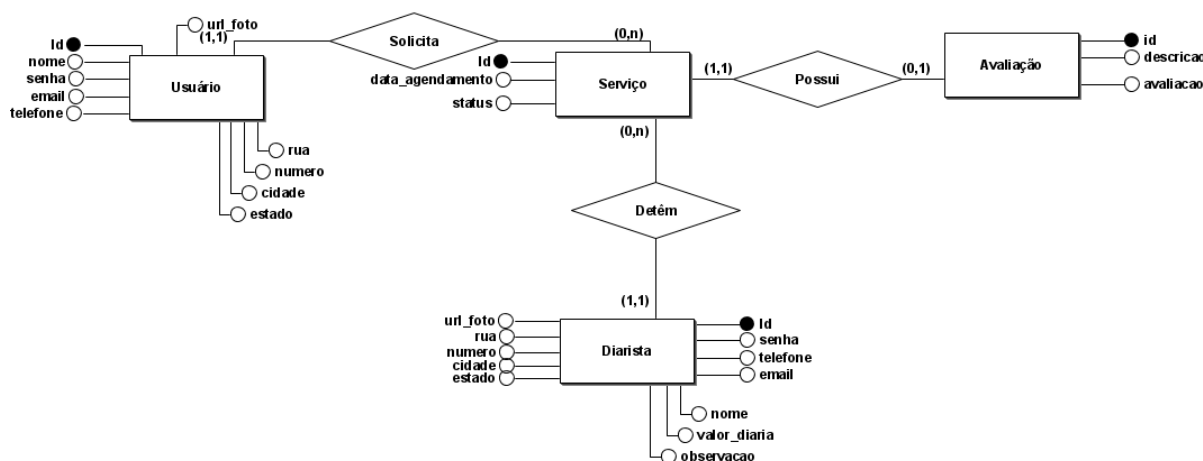 url_foto
(1,1)
Id
nome
senha
email
telefone
Usuário
rua
numero
cidade
estado
Solicita
(0,n)
Id
data_agendamento
status
Serviço
(1,1)
Possui
(0,1)
Avaliação
id
descricao
avaliacao
(0,n)
Detêm
(1,1)
url_foto
rua
numero
cidade
estado
Diarista
Id
senha
telefone
email
nome
valor_diaria
observacao